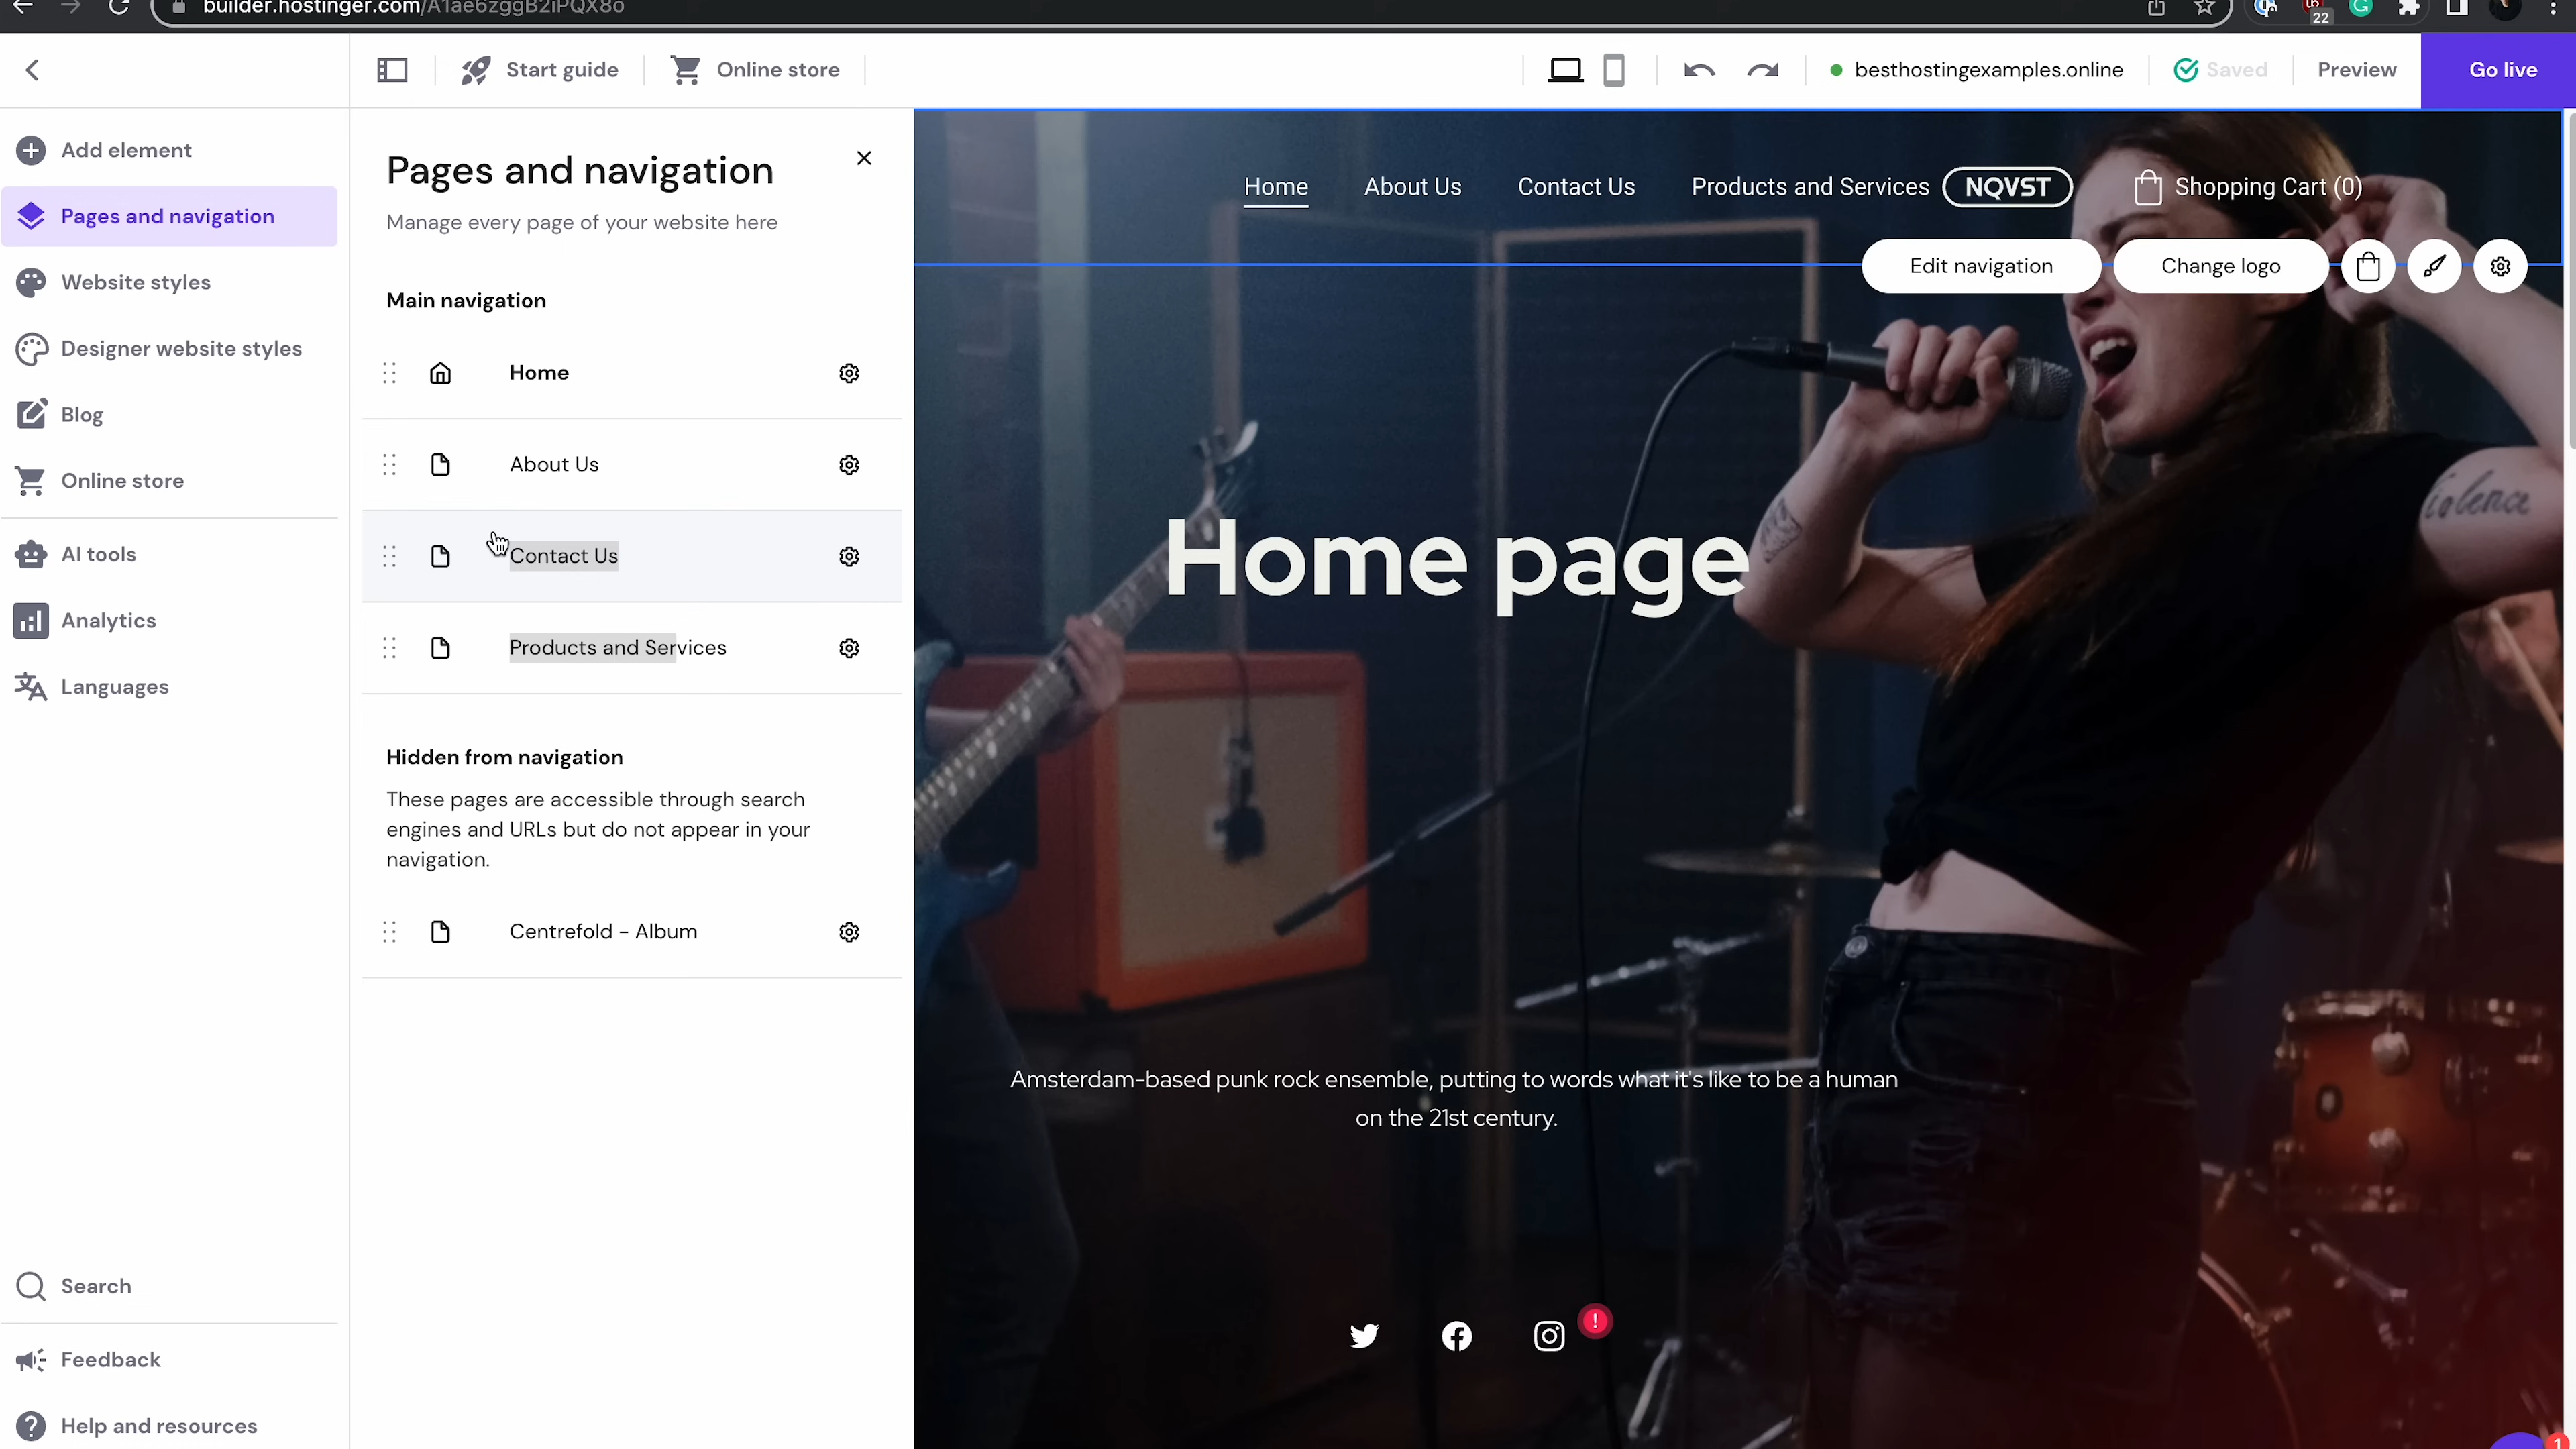 builder.hostinger.com/A1ae6zggB2iPQX8o
22
Start guide
Online store
besthostingexamples.online
Saved
Preview
Go live
Add element
Pages and navigation
Website styles
Designer website styles
Blog
Online store
AI tools
Analytics
Languages
Search
Feedback
Help and resources
Pages and navigation
Manage every page of your website here
Main navigation
Home
About Us
Contact Us
Products and Services
Hidden from navigation
These pages are accessible through search
engines and URLs but do not appear in your
navigation.
Centrefold - Album
Home
About Us
Contact Us
Products and Services
NQVST
Shopping Cart (0)
Edit navigation
Change logo
Home page
violence
Amsterdam-based punk rock ensemble, putting to words what it's like to be a human
on the 21st century.
!
1